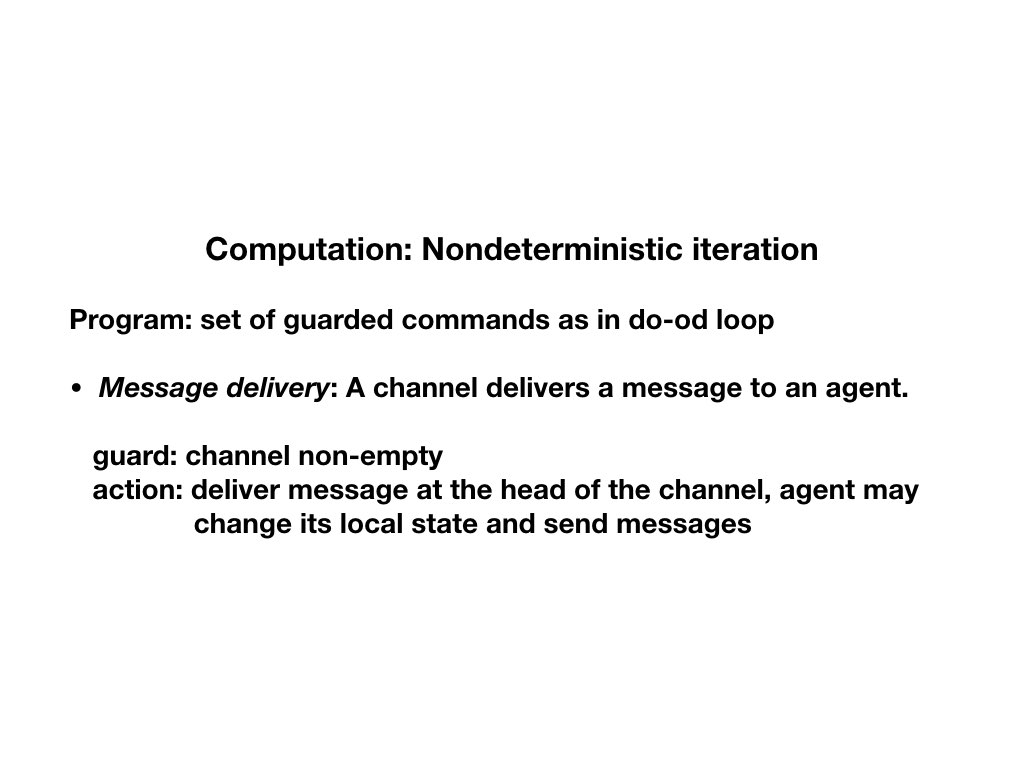 Computation: Nondeterministic iteration
Program: set of guarded commands as in do-od loop
• Message delivery: A channel delivers a message to an agent.
guard: channel non-empty
action: deliver message at the head of the channel, agent may
change its local state and send messages